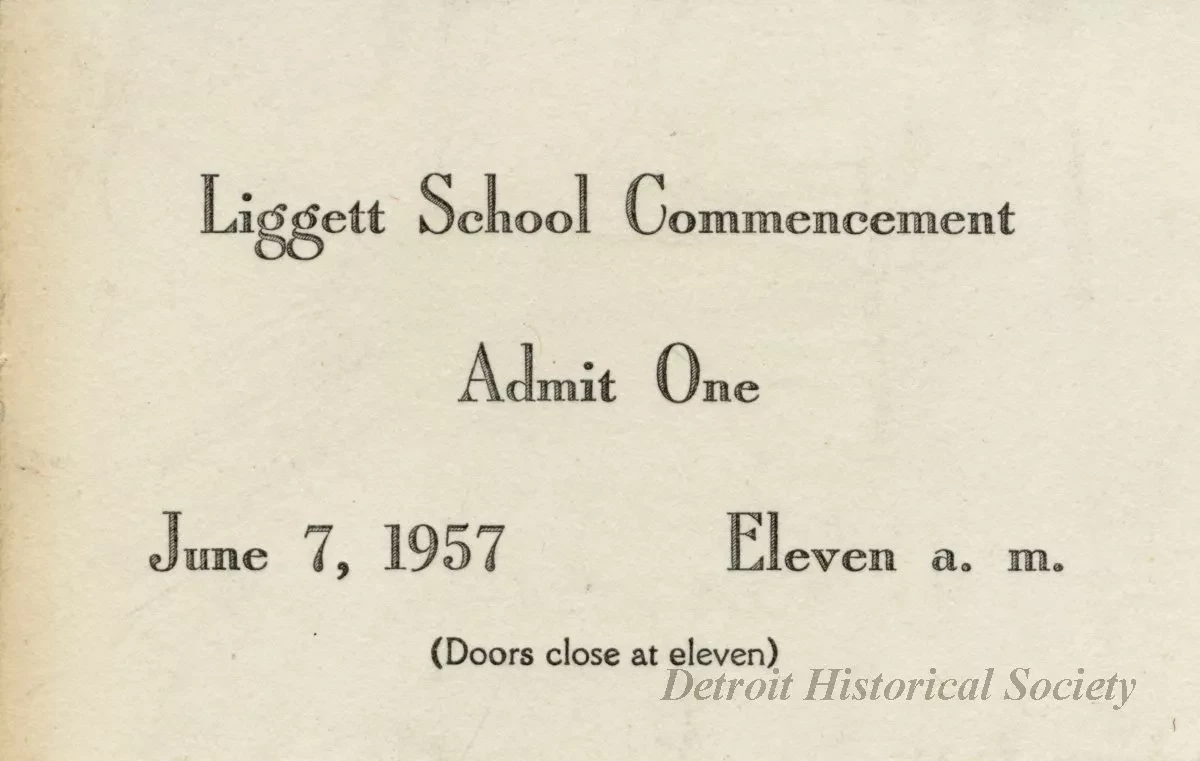 Liggett School Commencement
Admit One
June 7, 1957 Eleven a. m.
(Doors close at eleven)
Detroit Historical Society